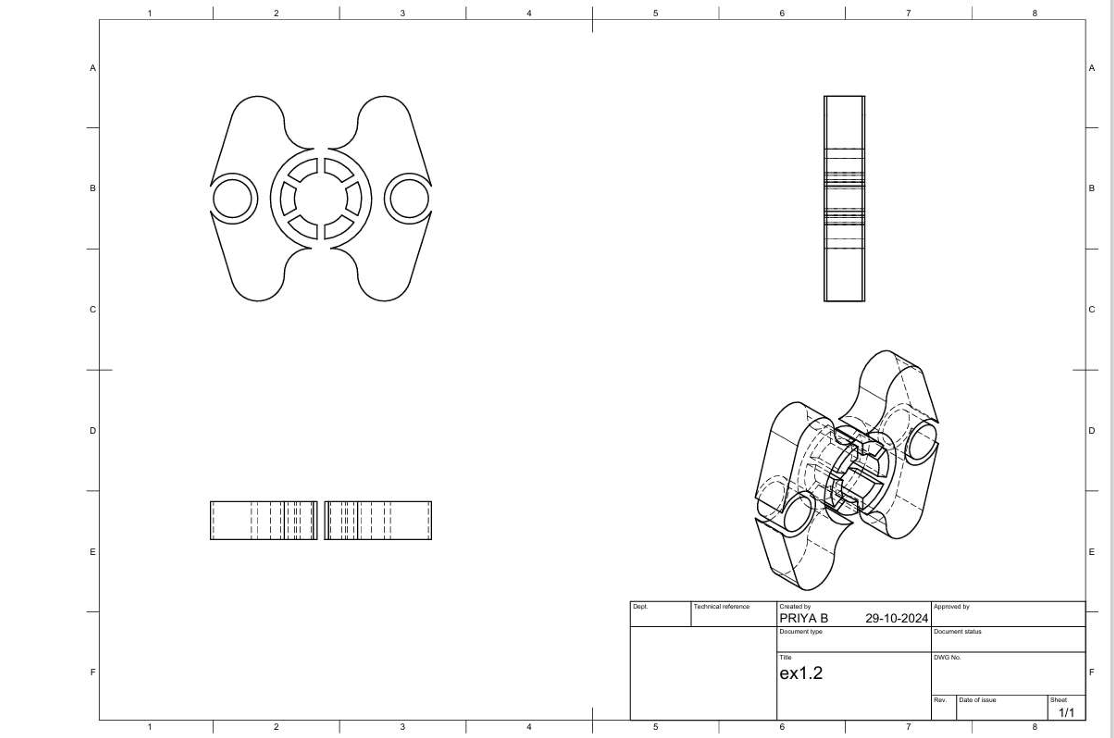 1 2 3 4 5 6 7 8
A A
B B
C C
D D
E E
Dept. Technical reference Created by Approved by
PRIYA B 29-10-2024
Document type Document status
Title DWG No.
ex1.2
F F
Rev. Date of issue Sheet
1/1
1 2 3 4 5 6 7 8